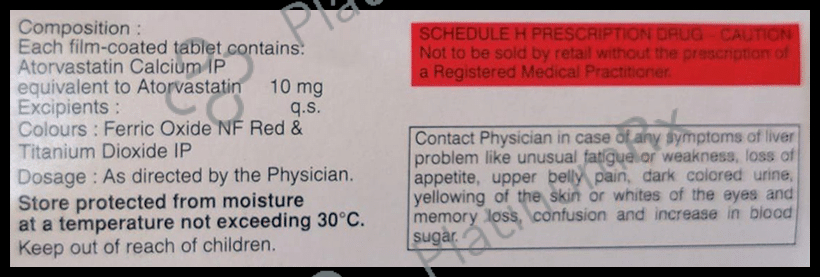 Composition :
Each film-coated tablet contains:
Atorvastatin Calcium IP
equivalent to Atorvastatin 10 mg
Excipients : q.s.
Colours : Ferric Oxide NF Red &
Titanium Dioxide IP
Dosage : As directed by the Physician.
Store protected from moisture
at a temperature not exceeding 30°C.
Keep out of reach of children.
SCHEDULE H PRESCRIPTION DRUG - CAUTION
Not to be sold by retail without the prescription of
a Registered Medical Practitioner.
Contact Physician in case of any symptoms of liver
problem like unusual fatigue or weakness, loss of
appetite, upper belly pain, dark colored urine,
yellowing of the skin or whites of the eyes and
memory loss, confusion and increase in blood
sugar.
PlatinumRx